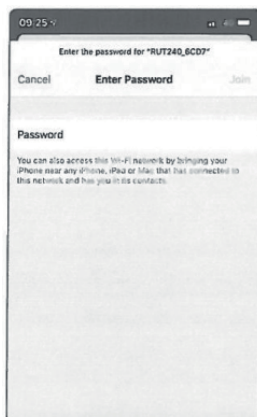 09:25
4G
Enter the password for "RUT240_6CD7"
Cancel
Enter Password
Join
Password
You can also access this Wi-Fi network by bringing your
iPhone near any iPhone, iPad or Mac that has connected to
this network and has you in its contacts.